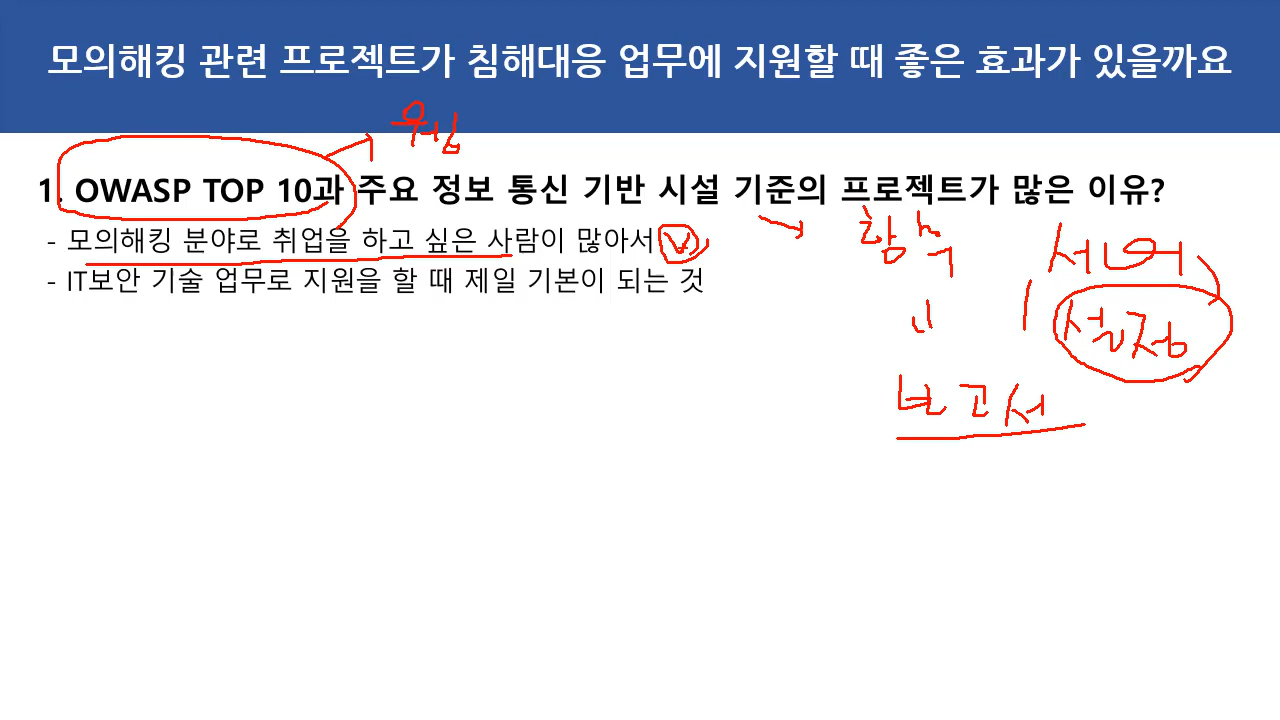 모의해킹 관련 프로젝트가 침해대응 업무에 지원할 때 좋은 효과가 있을까요
1. OWASP TOP 10과 주요 정보 통신 기반 시설 기준의 프로젝트가 많은 이유?
- 모의해킹 분야로 취업을 하고 싶은 사람이 많아서
- IT보안 기술 업무로 지원을 할 때 제일 기본이 되는 것
항목
서버
설정
보고서